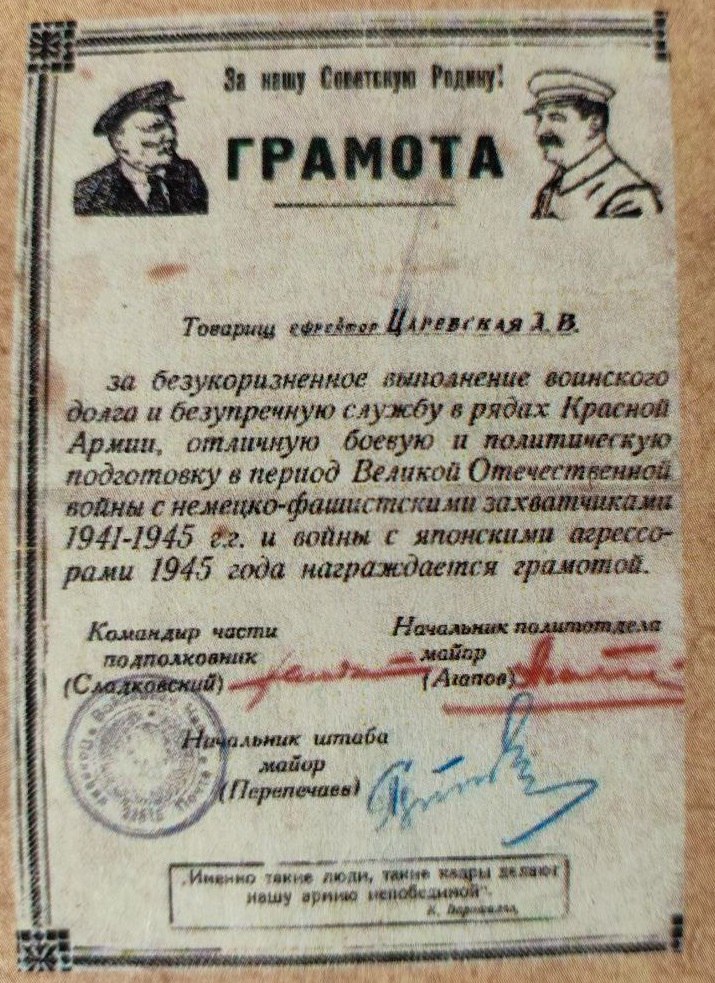 За нашу Советскую Родину!
ГРАМОТА
Товарищ ефрейтор ЦАРЕВСКАЯ В.
за безукоризненное выполнение воинского
долга и безупречную службу в рядах Красной
Армии, отличную боевую и политическую
подготовку в период Великой Отечественной
войны с немецко-фашистскими захватчиками
1941-1945 г.г. и войны с японскими агрессо-
рами 1945 года награждается грамотой.
Командир части
подполковник
(Сладковский)
Начальник политотдела
майор
(Агапов)
Начальник штаба
майор
(Перепечаев)
„Именно такие люди, такие кадры делают
нашу армию непобедимой".
К. Ворошилов.